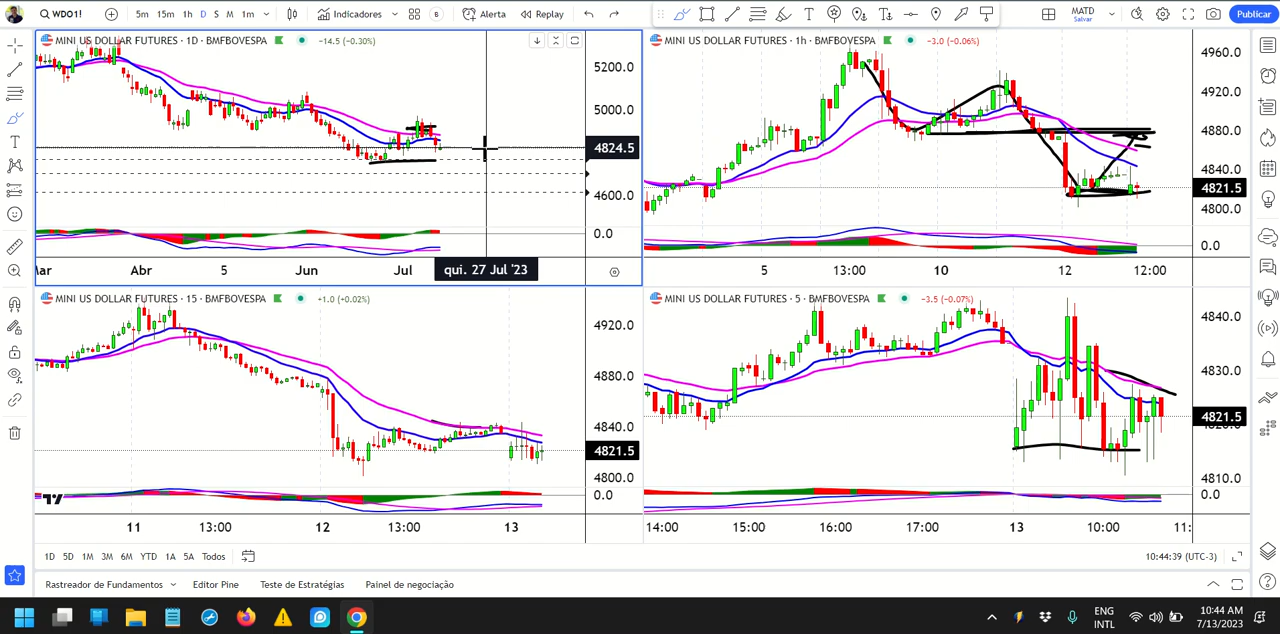 WDO1! 5m 15m 1h D S M 1m Indicadores Alerta Replay MATD Salvar Publicar
MINI US DOLLAR FUTURES · 1D · BMFBOVESPA -14.5 (-0.30%)
5200.0
5000.0
4824.5
4600.0
0.0
Mar Abr 5 Jun Jul qui. 27 Jul '23
MINI US DOLLAR FUTURES · 1h · BMFBOVESPA -3.0 (-0.06%)
4960.0
4920.0
4880.0
4840.0
4821.5
4800.0
0.0
5 13:00 10 12 12:00
MINI US DOLLAR FUTURES · 15 · BMFBOVESPA +1.0 (+0.02%)
4920.0
4880.0
4840.0
4821.5
4800.0
0.0
11 13:00 12 13:00 13
MINI US DOLLAR FUTURES · 5 · BMFBOVESPA -3.5 (-0.07%)
4840.0
4830.0
4821.5
4810.0
0.0
14:00 15:00 16:00 17:00 13 10:00 11:
1D 5D 1M 3M 6M YTD 1A 5A Todos 10:44:39 (UTC-3)
Rastreador de Fundamentos Editor Pine Teste de Estratégias Painel de negociação
ENG
INTL
10:44 AM
7/13/2023